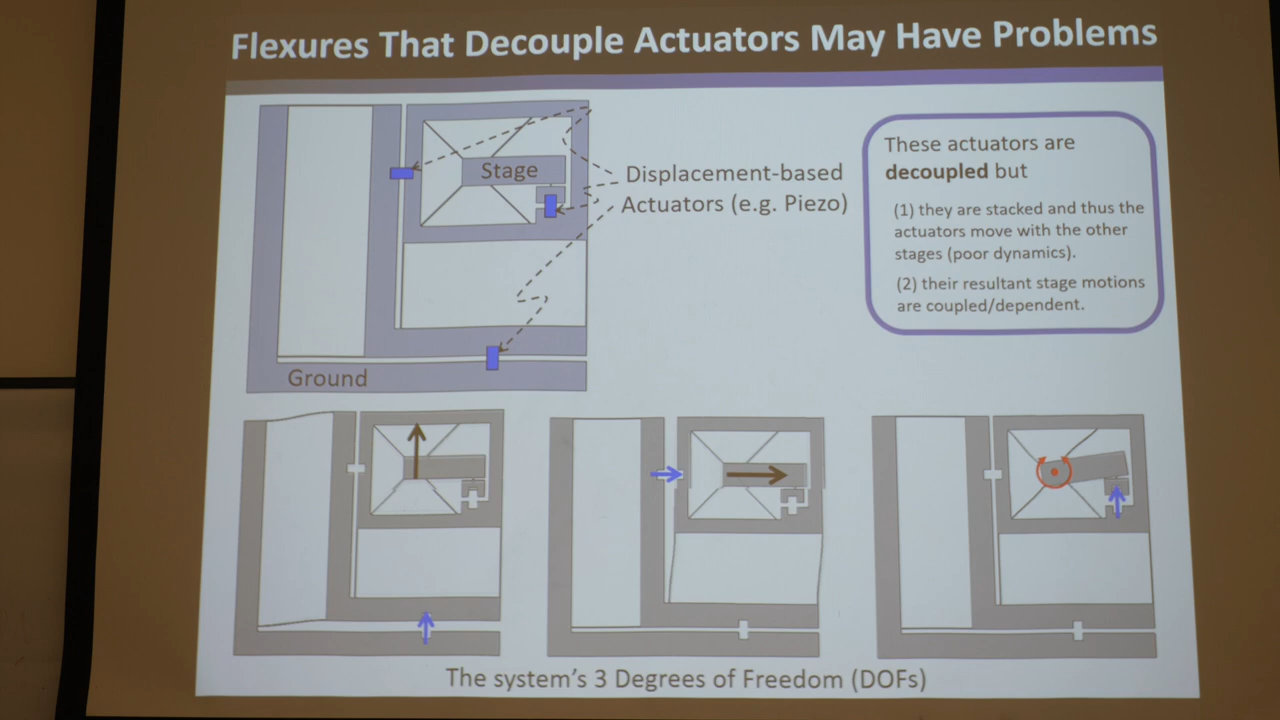 Flexures That Decouple Actuators May Have Problems
Stage
Displacement-based
Actuators (e.g. Piezo)
Ground
These actuators are
decoupled but
(1) they are stacked and thus the
actuators move with the other
stages (poor dynamics).
(2) their resultant stage motions
are coupled/dependent.
The system's 3 Degrees of Freedom (DOFs)